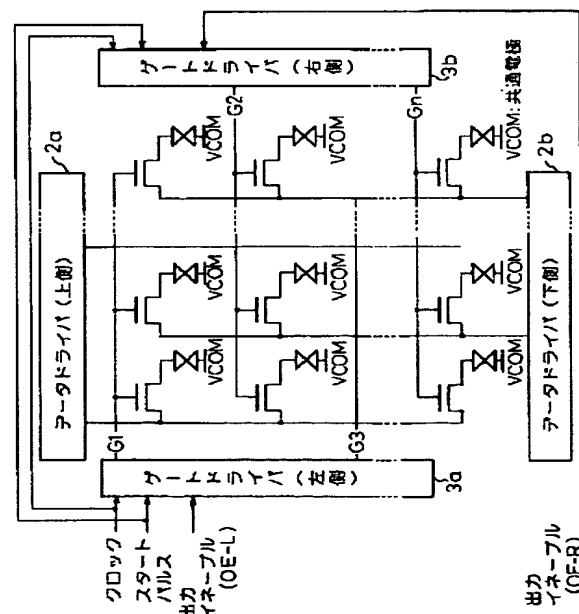 2a
データドライバ(上側)
ゲートドライバ(右側)
3b
G1
G2
VCOM
VCOM
VCOM
VCOM
VCOM
VCOM
G3
Gn
VCOM
VCOM
VCOM:共通電極
ゲートドライバ(左側)
3a
データドライバ(下側)
2b
クロック
スタート
パルス
出力
イネーブル
(OE-L)
出力
イネーブル
(OE-R)